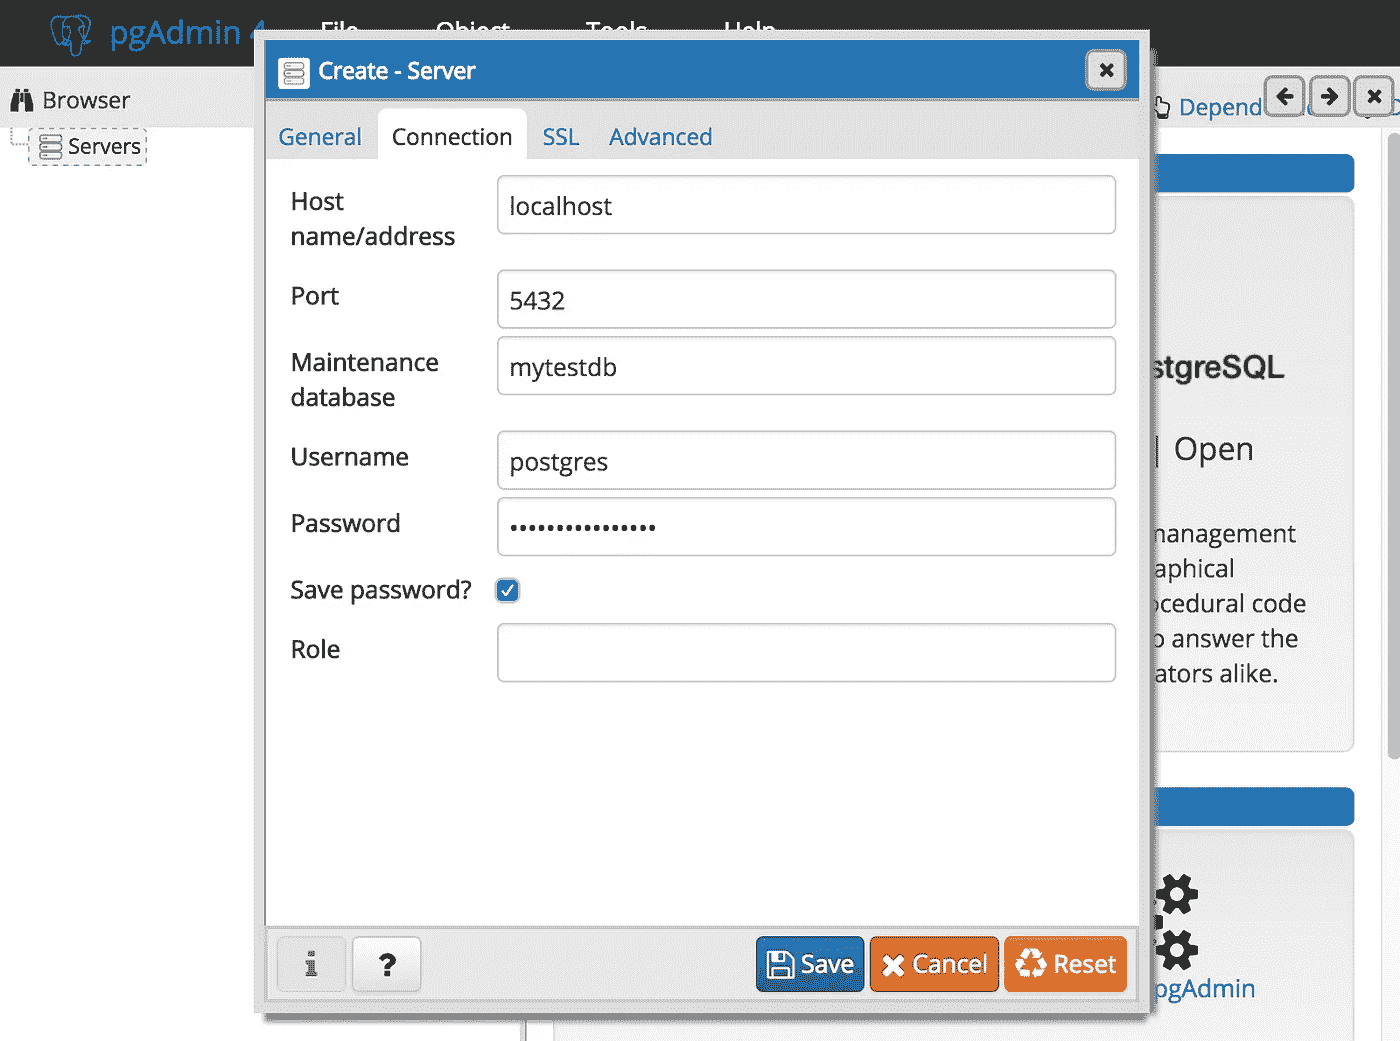 pgAdmin 4
File Object Tools Help
Create - Server
Browser
Depend
Servers
General Connection SSL Advanced
Host
name/address
localhost
Port
5432
Maintenance
database
mytestdb
Username
postgres
Password
••••••••••••••••
Save password?
Role
stgreSQL
Open
management
aphical
ocedural code
o answer the
ators alike.
i
?
Save
Cancel
Reset
pgAdmin